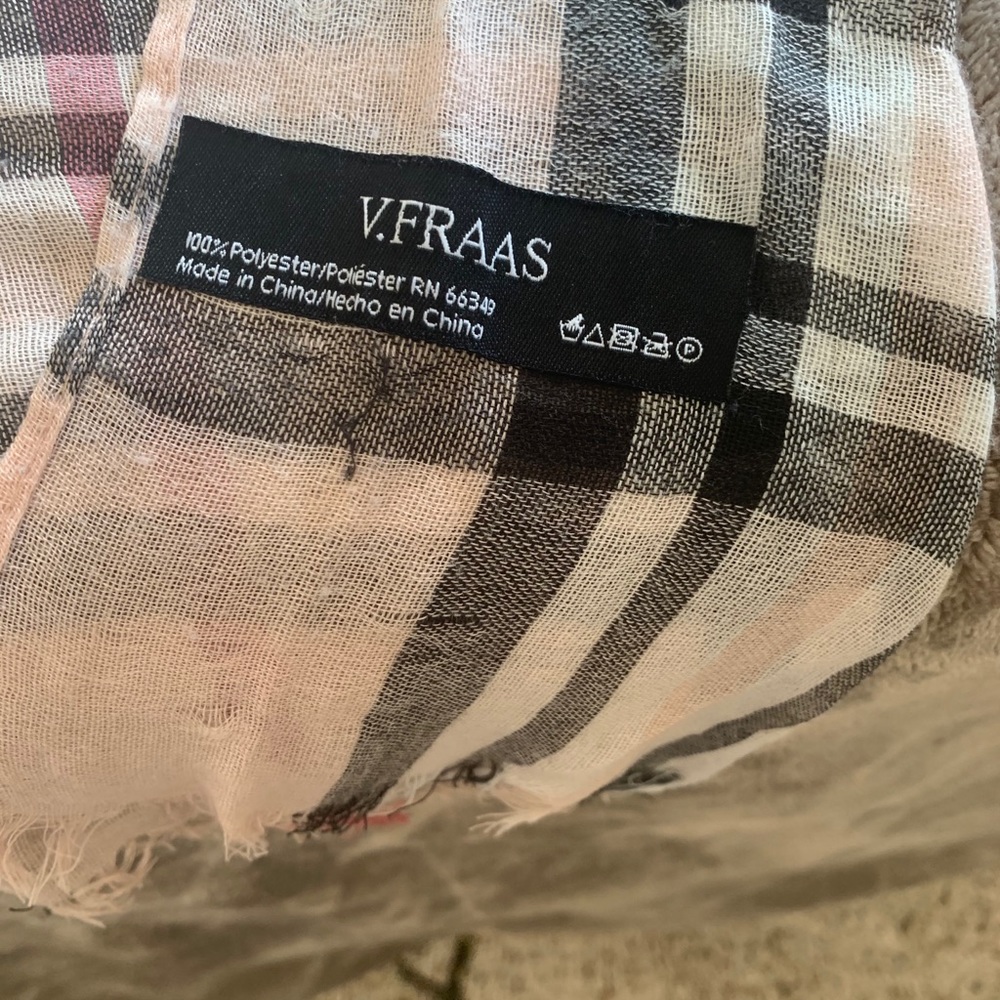 V.FRAAS
100% Polyester/Poliéster RN 66349
Made in China/Hecho en China
P